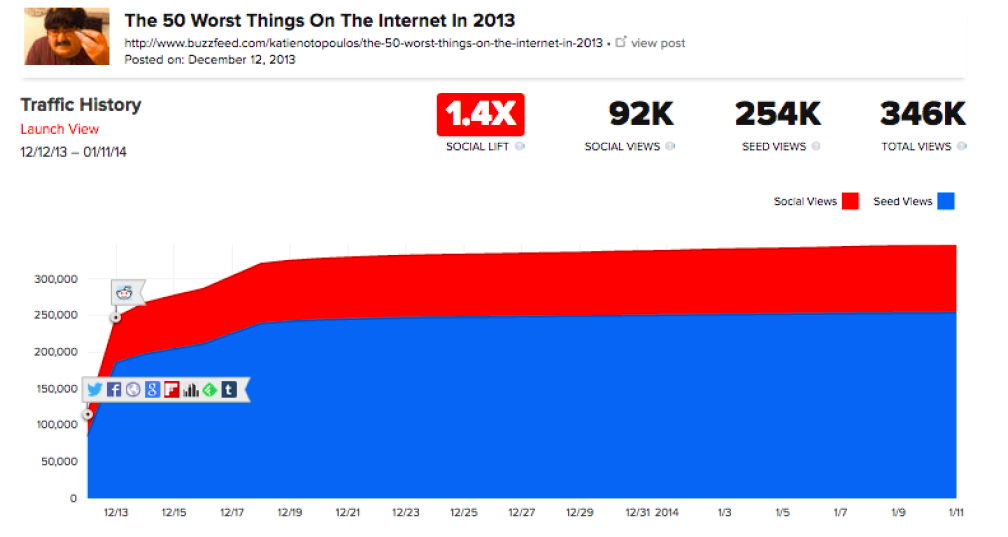 The 50 Worst Things On The Internet In 2013
http://www.buzzfeed.com/katienotopoulos/the-50-worst-things-on-the-internet-in-2013 • view post
Posted on: December 12, 2013
Traffic History
Launch View
12/12/13 – 01/11/14
1.4X
SOCIAL LIFT
92K
SOCIAL VIEWS
254K
SEED VIEWS
346K
TOTAL VIEWS
Social Views
Seed Views
300,000
250,000
200,000
150,000
100,000
50,000
0
12/13 12/15 12/17 12/19 12/21 12/23 12/25 12/27 12/29 12/31 2014 1/3 1/5 1/7 1/9 1/11